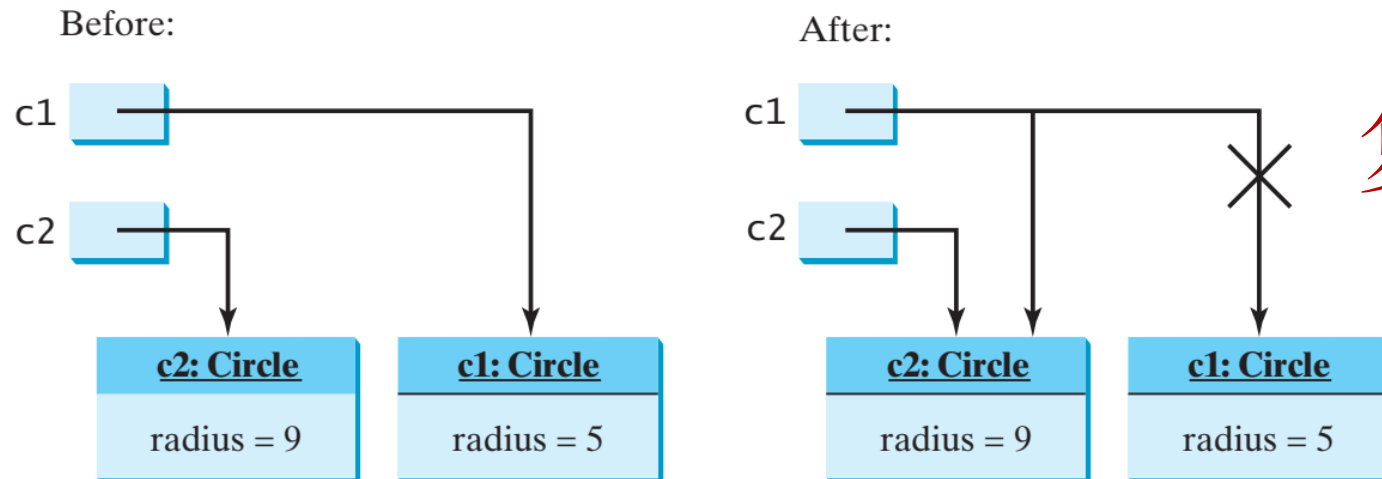 Before:
c1
c2
c2: Circle
radius = 9
c1: Circle
radius = 5
After:
c1
c2
c2: Circle
radius = 9
c1: Circle
radius = 5